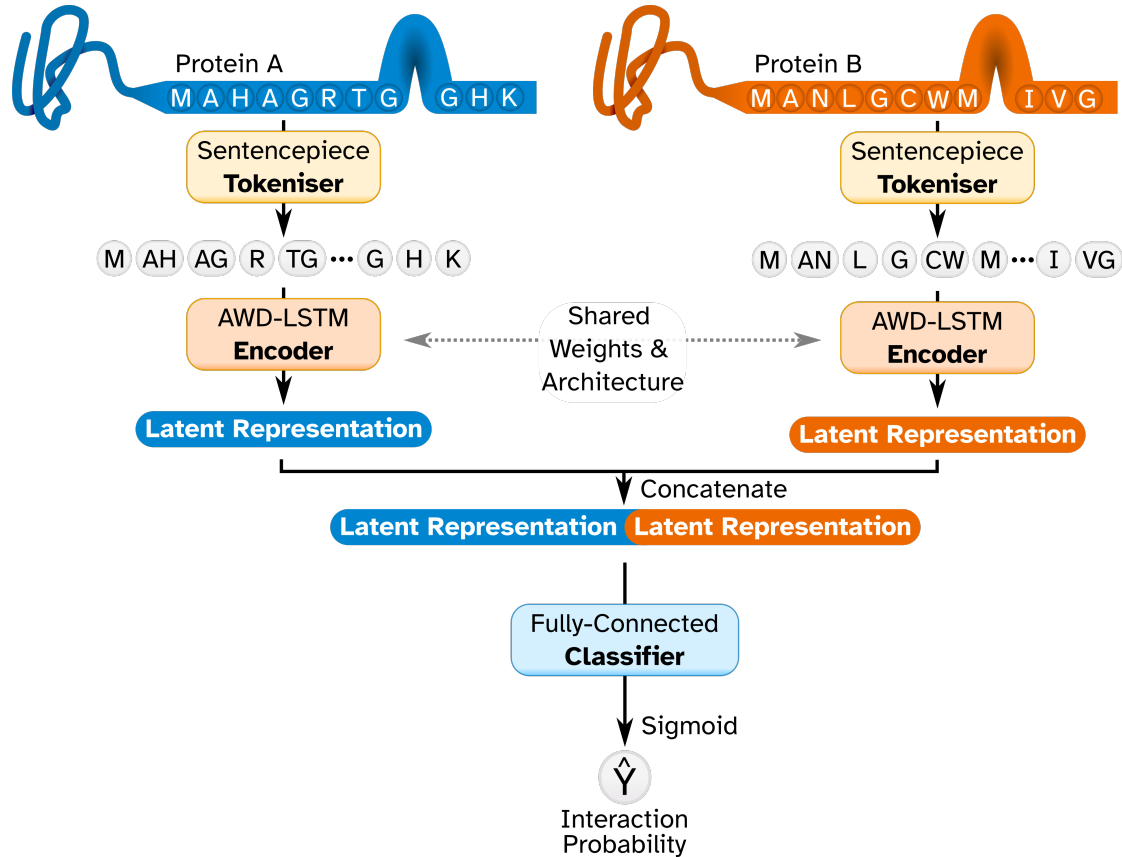 Protein A
M A H A G R T G G H K
Protein B
M A N L G C W M I V G
Sentencepiece
Tokeniser
Sentencepiece
Tokeniser
M AH AG R TG ••• G H K
M AN L G CW M ••• I VG
AWD-LSTM
Encoder
Shared
Weights &
Architecture
AWD-LSTM
Encoder
Latent Representation
Latent Representation
Concatenate
Latent Representation Latent Representation
Fully-Connected
Classifier
Sigmoid
Ŷ
Interaction
Probability